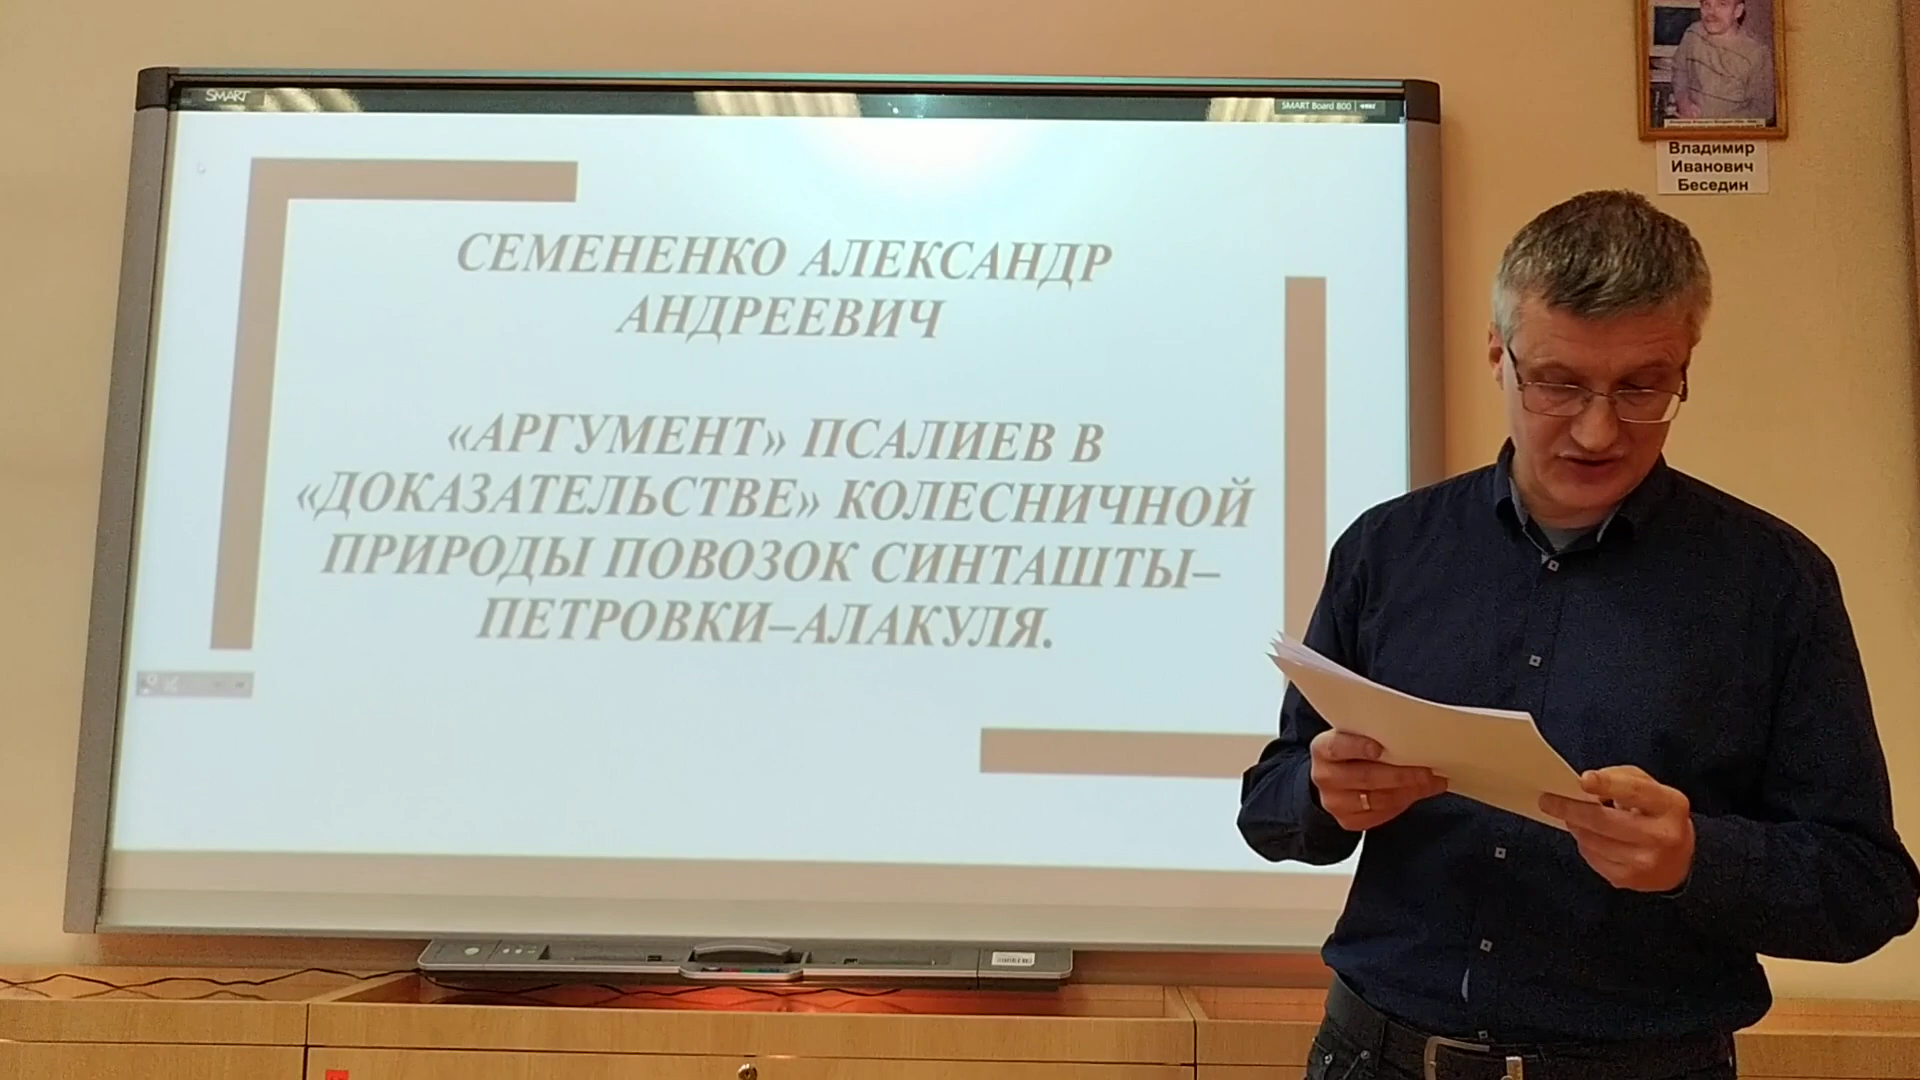 SMART
SMART Board 800
СЕМЕНЕНКО АЛЕКСАНДР
АНДРЕЕВИЧ
«АРГУМЕНТ» ПСАЛИЕВ В
«ДОКАЗАТЕЛЬСТВЕ» КОЛЕСНИЧНОЙ
ПРИРОДЫ ПОВОЗОК СИНТАШТЫ–
ПЕТРОВКИ–АЛАКУЛЯ.
Владимир
Иванович
Беседин